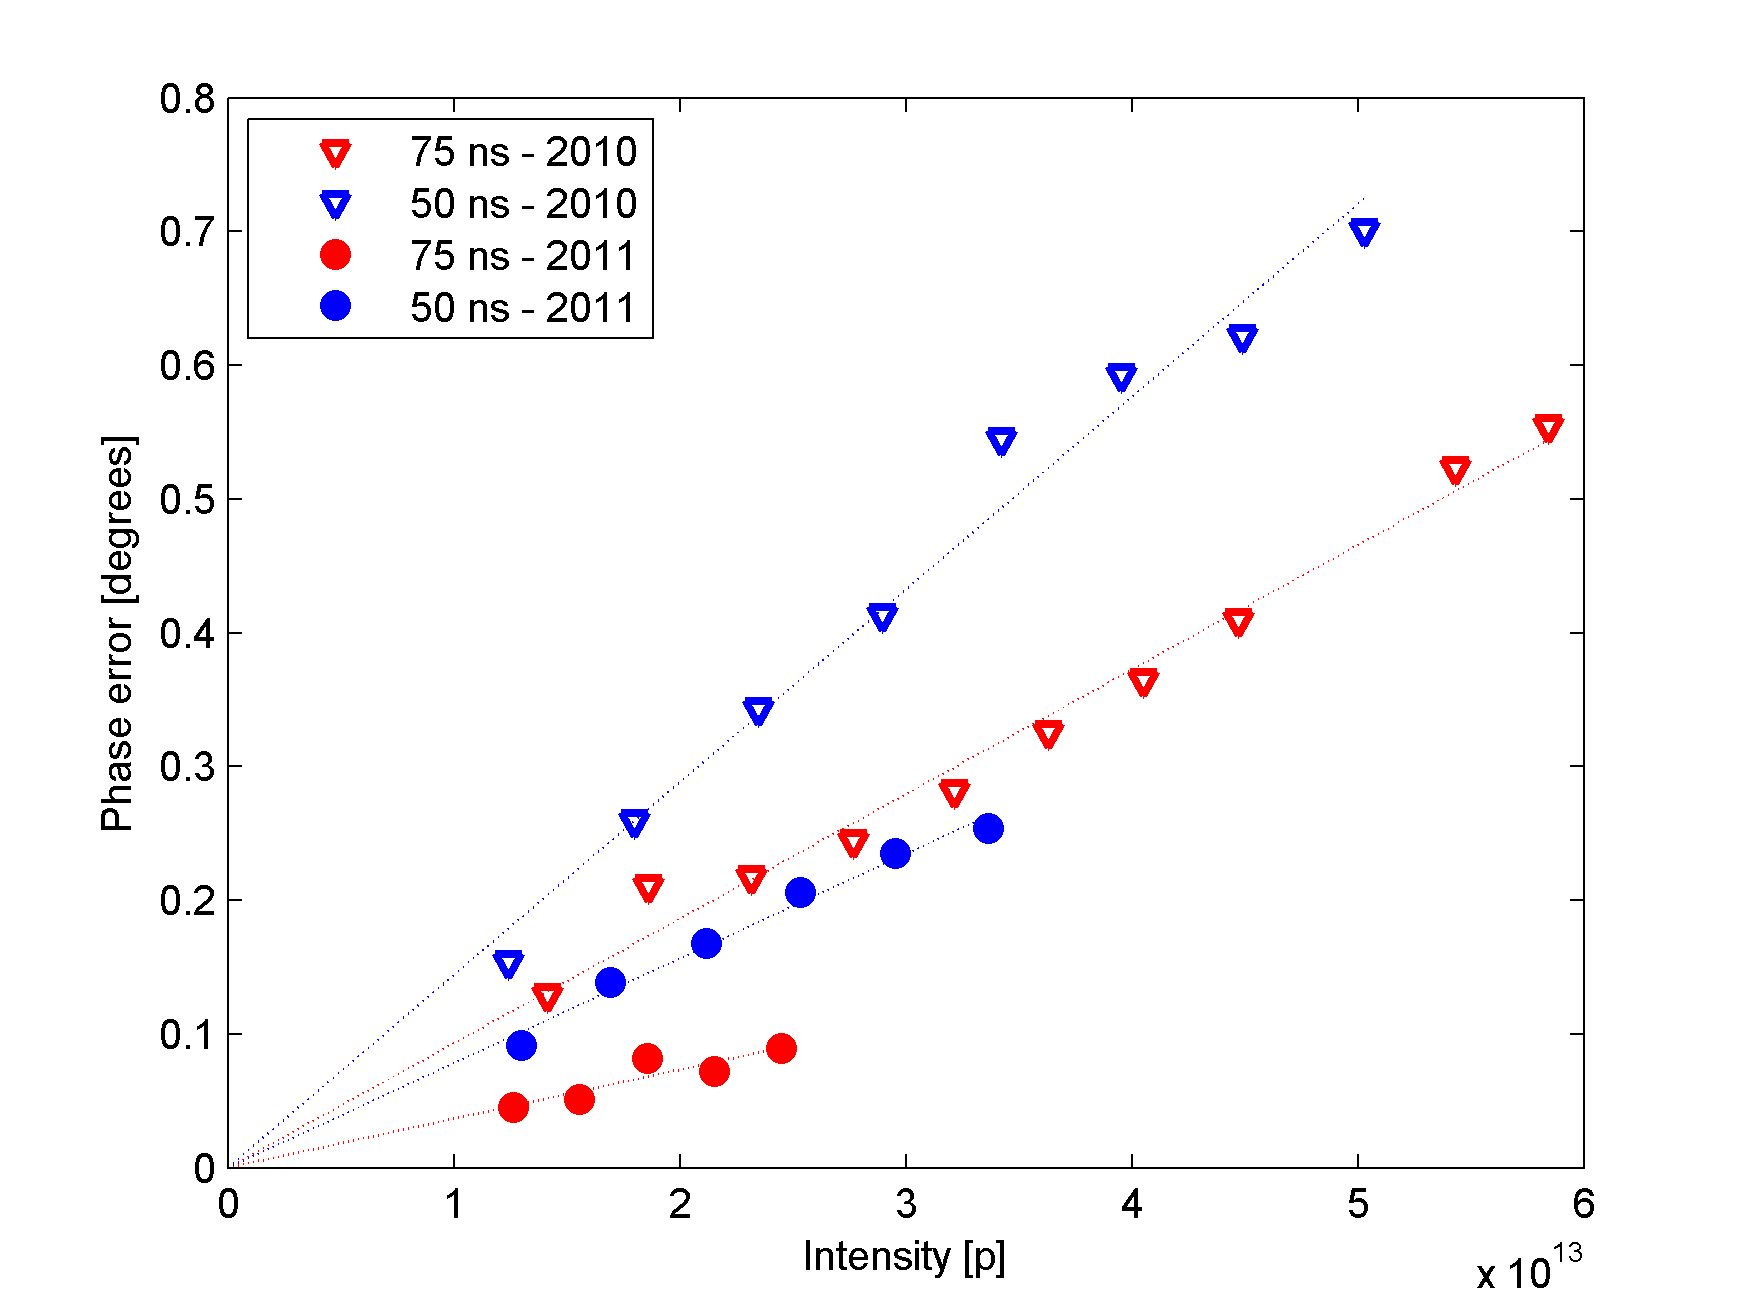 0.8
0.7
0.6
0.5
0.4
0.3
0.2
0.1
0
Phase error [degrees]
75 ns - 2010
50 ns - 2010
75 ns - 2011
50 ns - 2011
0 1 2 3 4 5 6
Intensity [p]
x 10^13